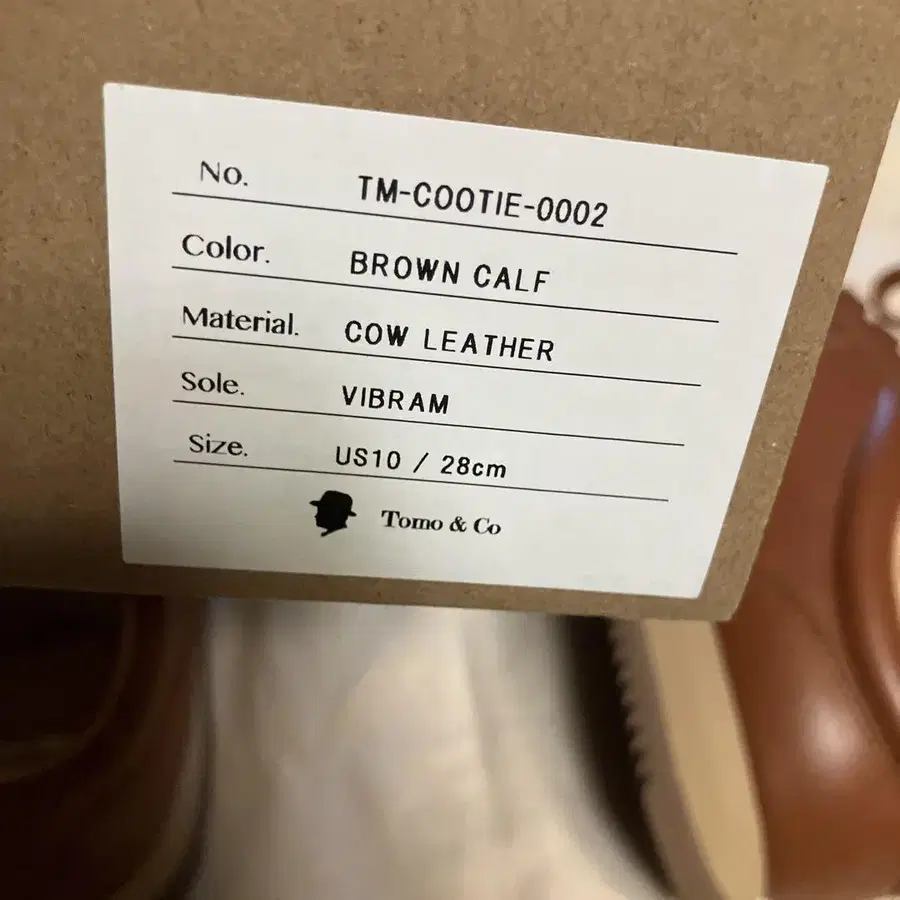 No. TM-COOTIE-0002
Color. BROWN CALF
Material. COW LEATHER
Sole. VIBRAM
Size. US10 / 28cm
Tomo & Co